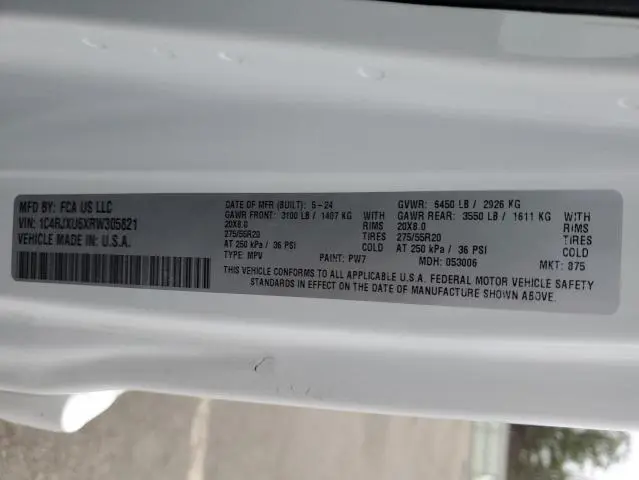 MFD BY: FCA US LLC
VIN: 1C4RJXU6XRW305621
VEHICLE MADE IN: U.S.A.
DATE OF MFR (BUILT): 5-24
GAWR FRONT: 3100 LB / 1407 KG WITH
20X8.0 RIMS
275/55R20 TIRES
AT 250 kPa / 36 PSI COLD
TYPE: MPV PAINT: PW7
GVWR: 6450 LB / 2926 KG
GAWR REAR: 3550 LB / 1611 KG WITH
20X8.0 RIMS
275/55R20 TIRES
AT 250 kPa / 36 PSI COLD
MDH: 053006 MKT: 875
THIS VEHICLE CONFORMS TO ALL APPLICABLE U.S.A. FEDERAL MOTOR VEHICLE SAFETY
STANDARDS IN EFFECT ON THE DATE OF MANUFACTURE SHOWN ABOVE.